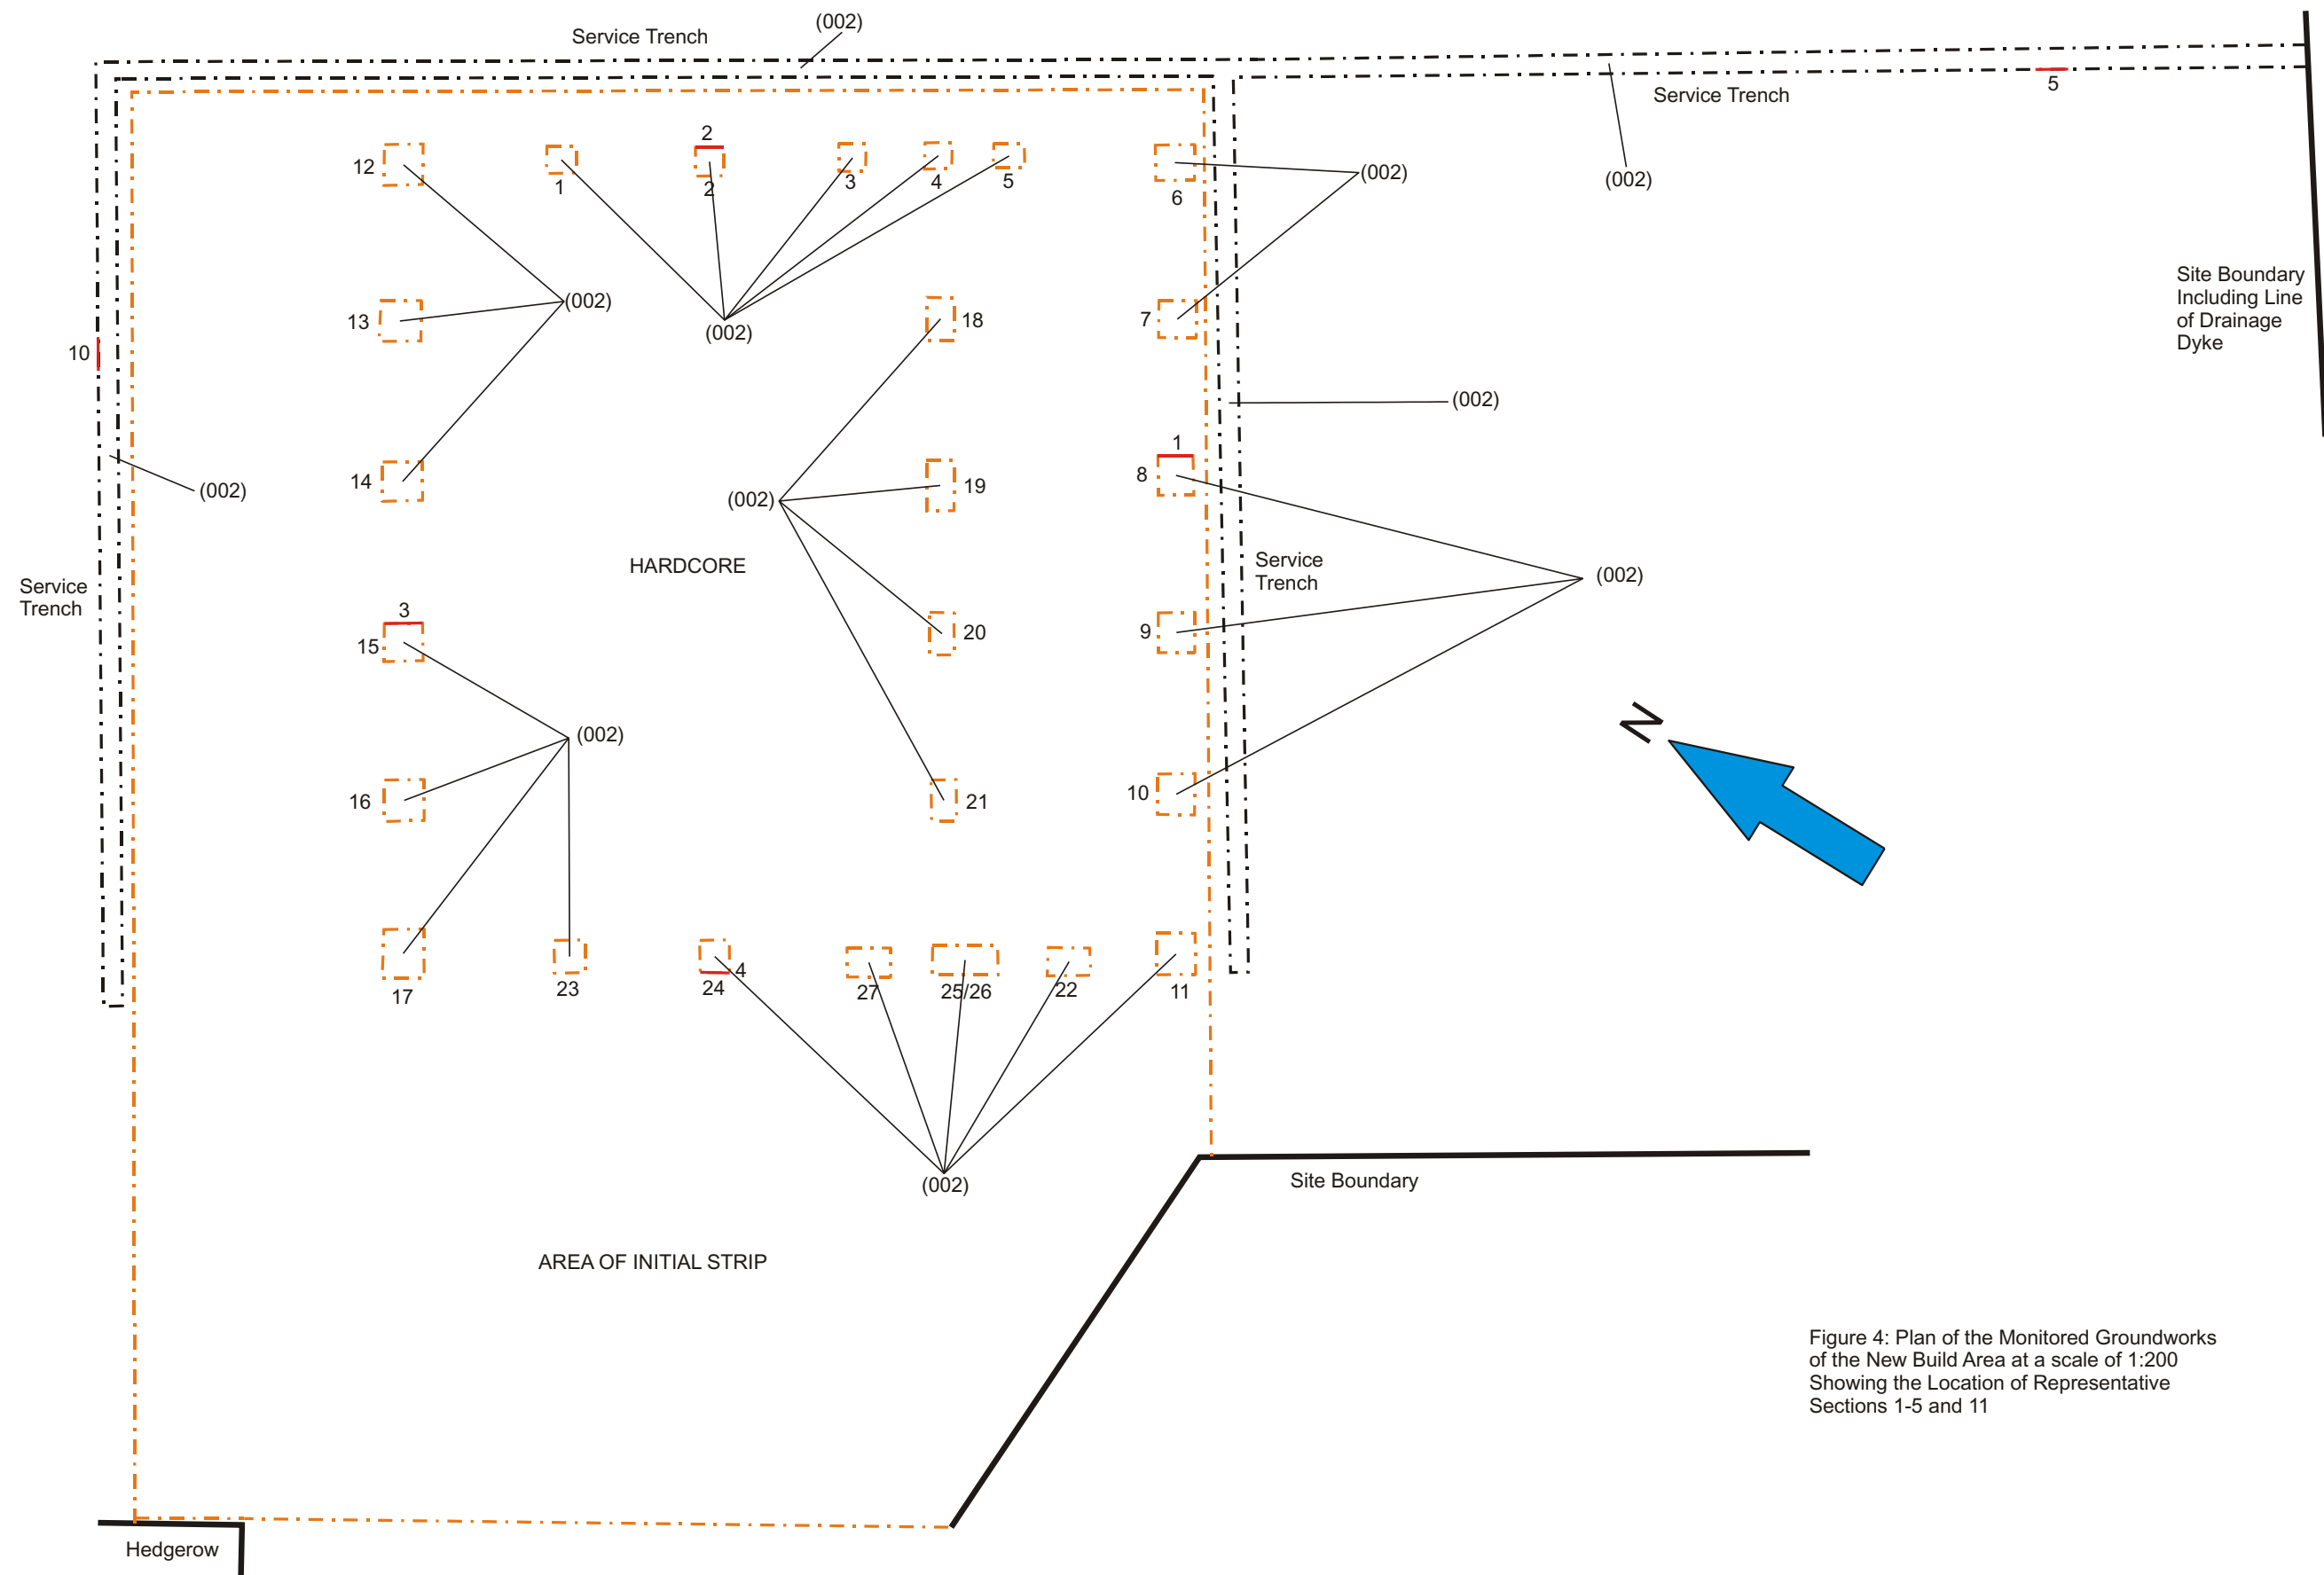 (002)
Service Trench
5
Service Trench
2
12
1
2
3
4
5
6
(002)
(002)
Site Boundary
Including Line
of Drainage
Dyke
13
(002)
(002)
18
7
10
(002)
1
14
(002)
(002)
19
8
HARDCORE
Service
Trench
(002)
Service
Trench
3
15
20
9
(002)
N
16
21
10
4
17
23
24
27
25/26
22
11
(002)
Site Boundary
AREA OF INITIAL STRIP
Figure 4: Plan of the Monitored Groundworks
of the New Build Area at a scale of 1:200
Showing the Location of Representative
Sections 1-5 and 11
Hedgerow